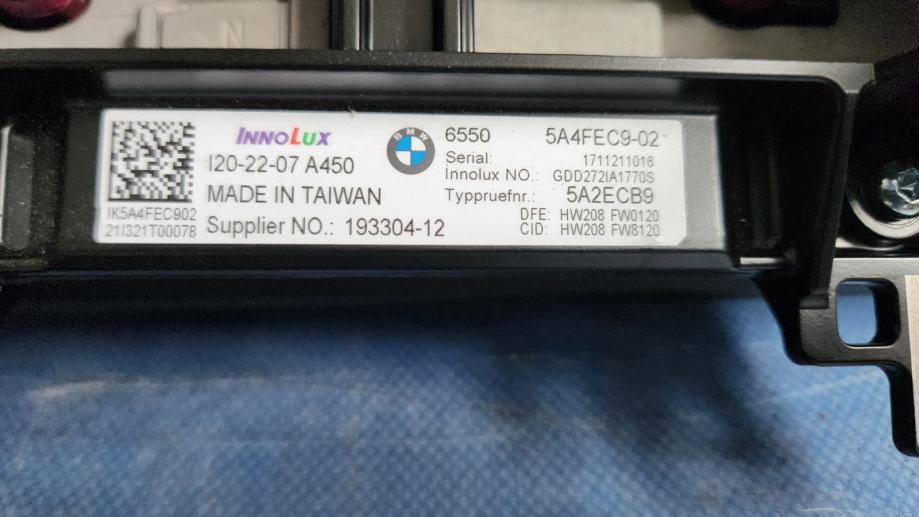 INNOLUX
I20-22-07 A450
MADE IN TAIWAN
Supplier NO.: 193304-12
IK5A4FEC902
21I321T00078
BMW
6550 5A4FEC9-02
Serial: 1711211016
Innolux NO.: GDD272IA1770S
Typpruefnr.: 5A2ECB9
DFE: HW208 FW0120
CID: HW208 FW8120